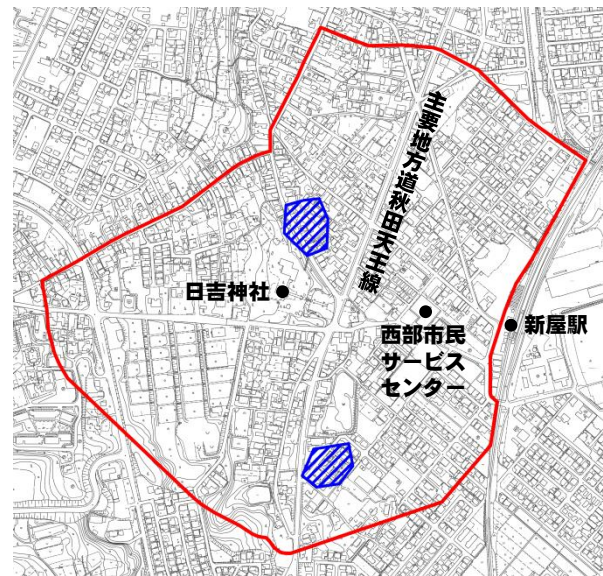 主要地方道秋田天王線
日吉神社
西部市民
サービス
センター
新屋駅